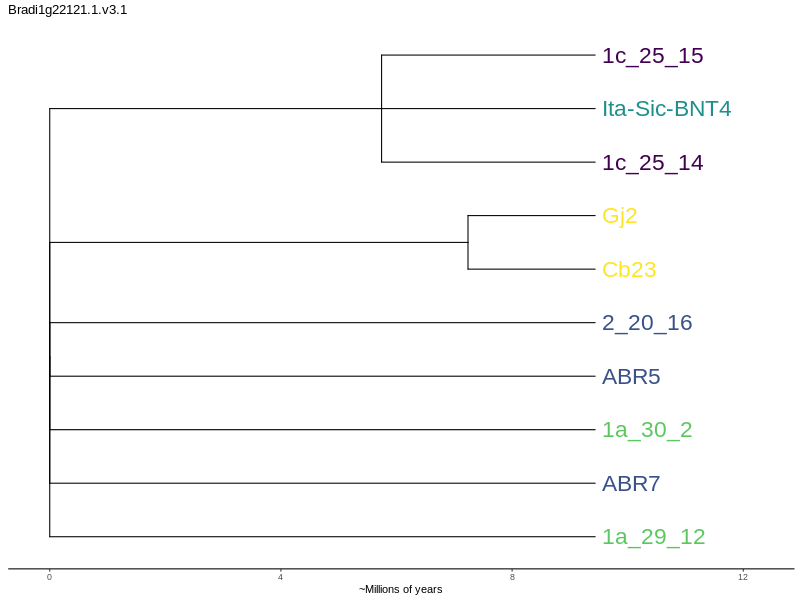 Bradi1g22121.1.v3.1
1c_25_15
Ita-Sic-BNT4
1c_25_14
Gj2
Cb23
2_20_16
ABR5
1a_30_2
ABR7
1a_29_12
0 4 8 12
~Millions of years